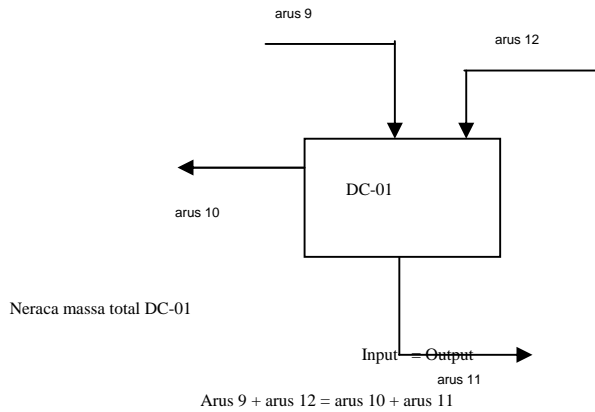 arus 9
arus 12
DC-01
arus 10
Neraca massa total DC-01
Input = Output
arus 11
Arus 9 + arus 12 = arus 10 + arus 11